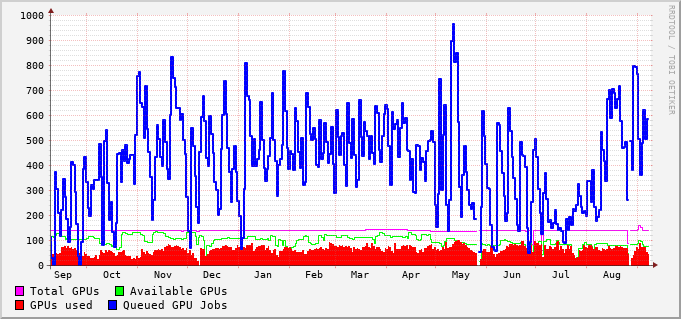 1000
900
800
700
600
500
400
300
200
100
0
Sep Oct Nov Dec Jan Feb Mar Apr May Jun Jul Aug
RRDTOOL / TOBI OETIKER
Total GPUs Available GPUs
GPUs used Queued GPU Jobs